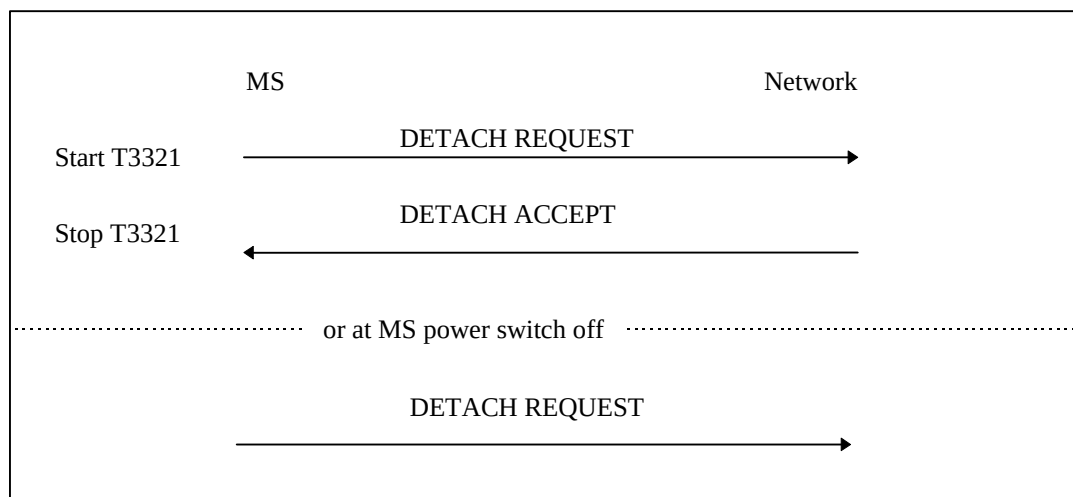 MS Network
Start T3321 DETACH REQUEST
Stop T3321 DETACH ACCEPT
or at MS power switch off
DETACH REQUEST